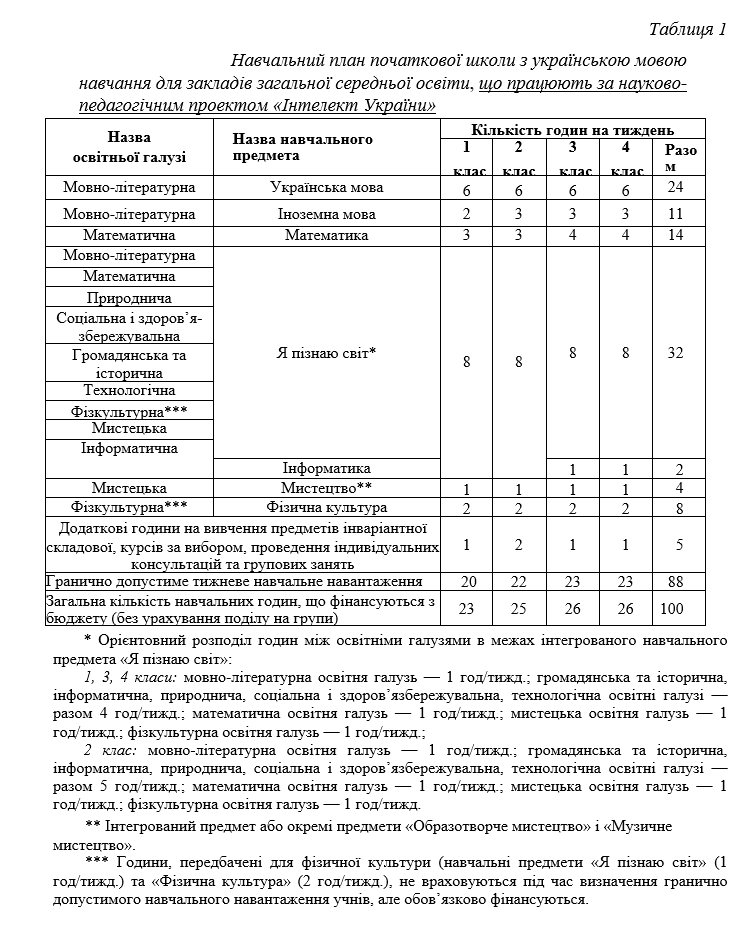 Таблиця 1
Навчальний план початкової школи з українською мовою
навчання для закладів загальної середньої освіти, що працюють за науково-
педагогічним проектом «Інтелект України»
Назва
освітньої галузі
Назва навчального
предмета
Кількість годин на тиждень
1
клас
2
клас
3
клас
4
клас
Разо
м
Мовно-літературна Українська мова 6 6 6 6 24
Мовно-літературна Іноземна мова 2 3 3 3 11
Математична Математика 3 3 4 4 14
Мовно-літературна
Математична
Природнича
Соціальна і здоров’я-
збережувальна
Громадянська та
історична
Технологічна
Фізкультурна***
Мистецька
Інформатична
Я пізнаю світ* 8 8 8 8 32
Інформатика 1 1 2
Мистецька Мистецтво** 1 1 1 1 4
Фізкультурна*** Фізична культура 2 2 2 2 8
Додаткові години на вивчення предметів інваріантної
складової, курсів за вибором, проведення індивідуальних
консультацій та групових занять
1 2 1 1 5
Гранично допустиме тижневе навчальне навантаження 20 22 23 23 88
Загальна кількість навчальних годин, що фінансуються з
бюджету (без урахування поділу на групи)
23 25 26 26 100
* Орієнтовний розподіл годин між освітніми галузями в межах інтегрованого навчального
предмета «Я пізнаю світ»:
1, 3, 4 класи: мовно-літературна освітня галузь — 1 год/тижд.; громадянська та історична,
інформатична, природнича, соціальна і здоров’язбережувальна, технологічна освітні галузі —
разом 4 год/тижд.; математична освітня галузь — 1 год/тижд.; мистецька освітня галузь — 1
год/тижд.; фізкультурна освітня галузь — 1 год/тижд.;
2 клас: мовно-літературна освітня галузь — 1 год/тижд.; громадянська та історична,
інформатична, природнича, соціальна і здоров’язбережувальна, технологічна освітні галузі —
разом 5 год/тижд.; математична освітня галузь — 1 год/тижд.; мистецька освітня галузь — 1
год/тижд.; фізкультурна освітня галузь — 1 год/тижд.
** Інтегрований предмет або окремі предмети «Образотворче мистецтво» і «Музичне
мистецтво».
*** Години, передбачені для фізичної культури (навчальні предмети «Я пізнаю світ» (1
год/тижд.) та «Фізична культура» (2 год/тижд.), не враховуються під час визначення гранично
допустимого навчального навантаження учнів, але обов’язково фінансуються.